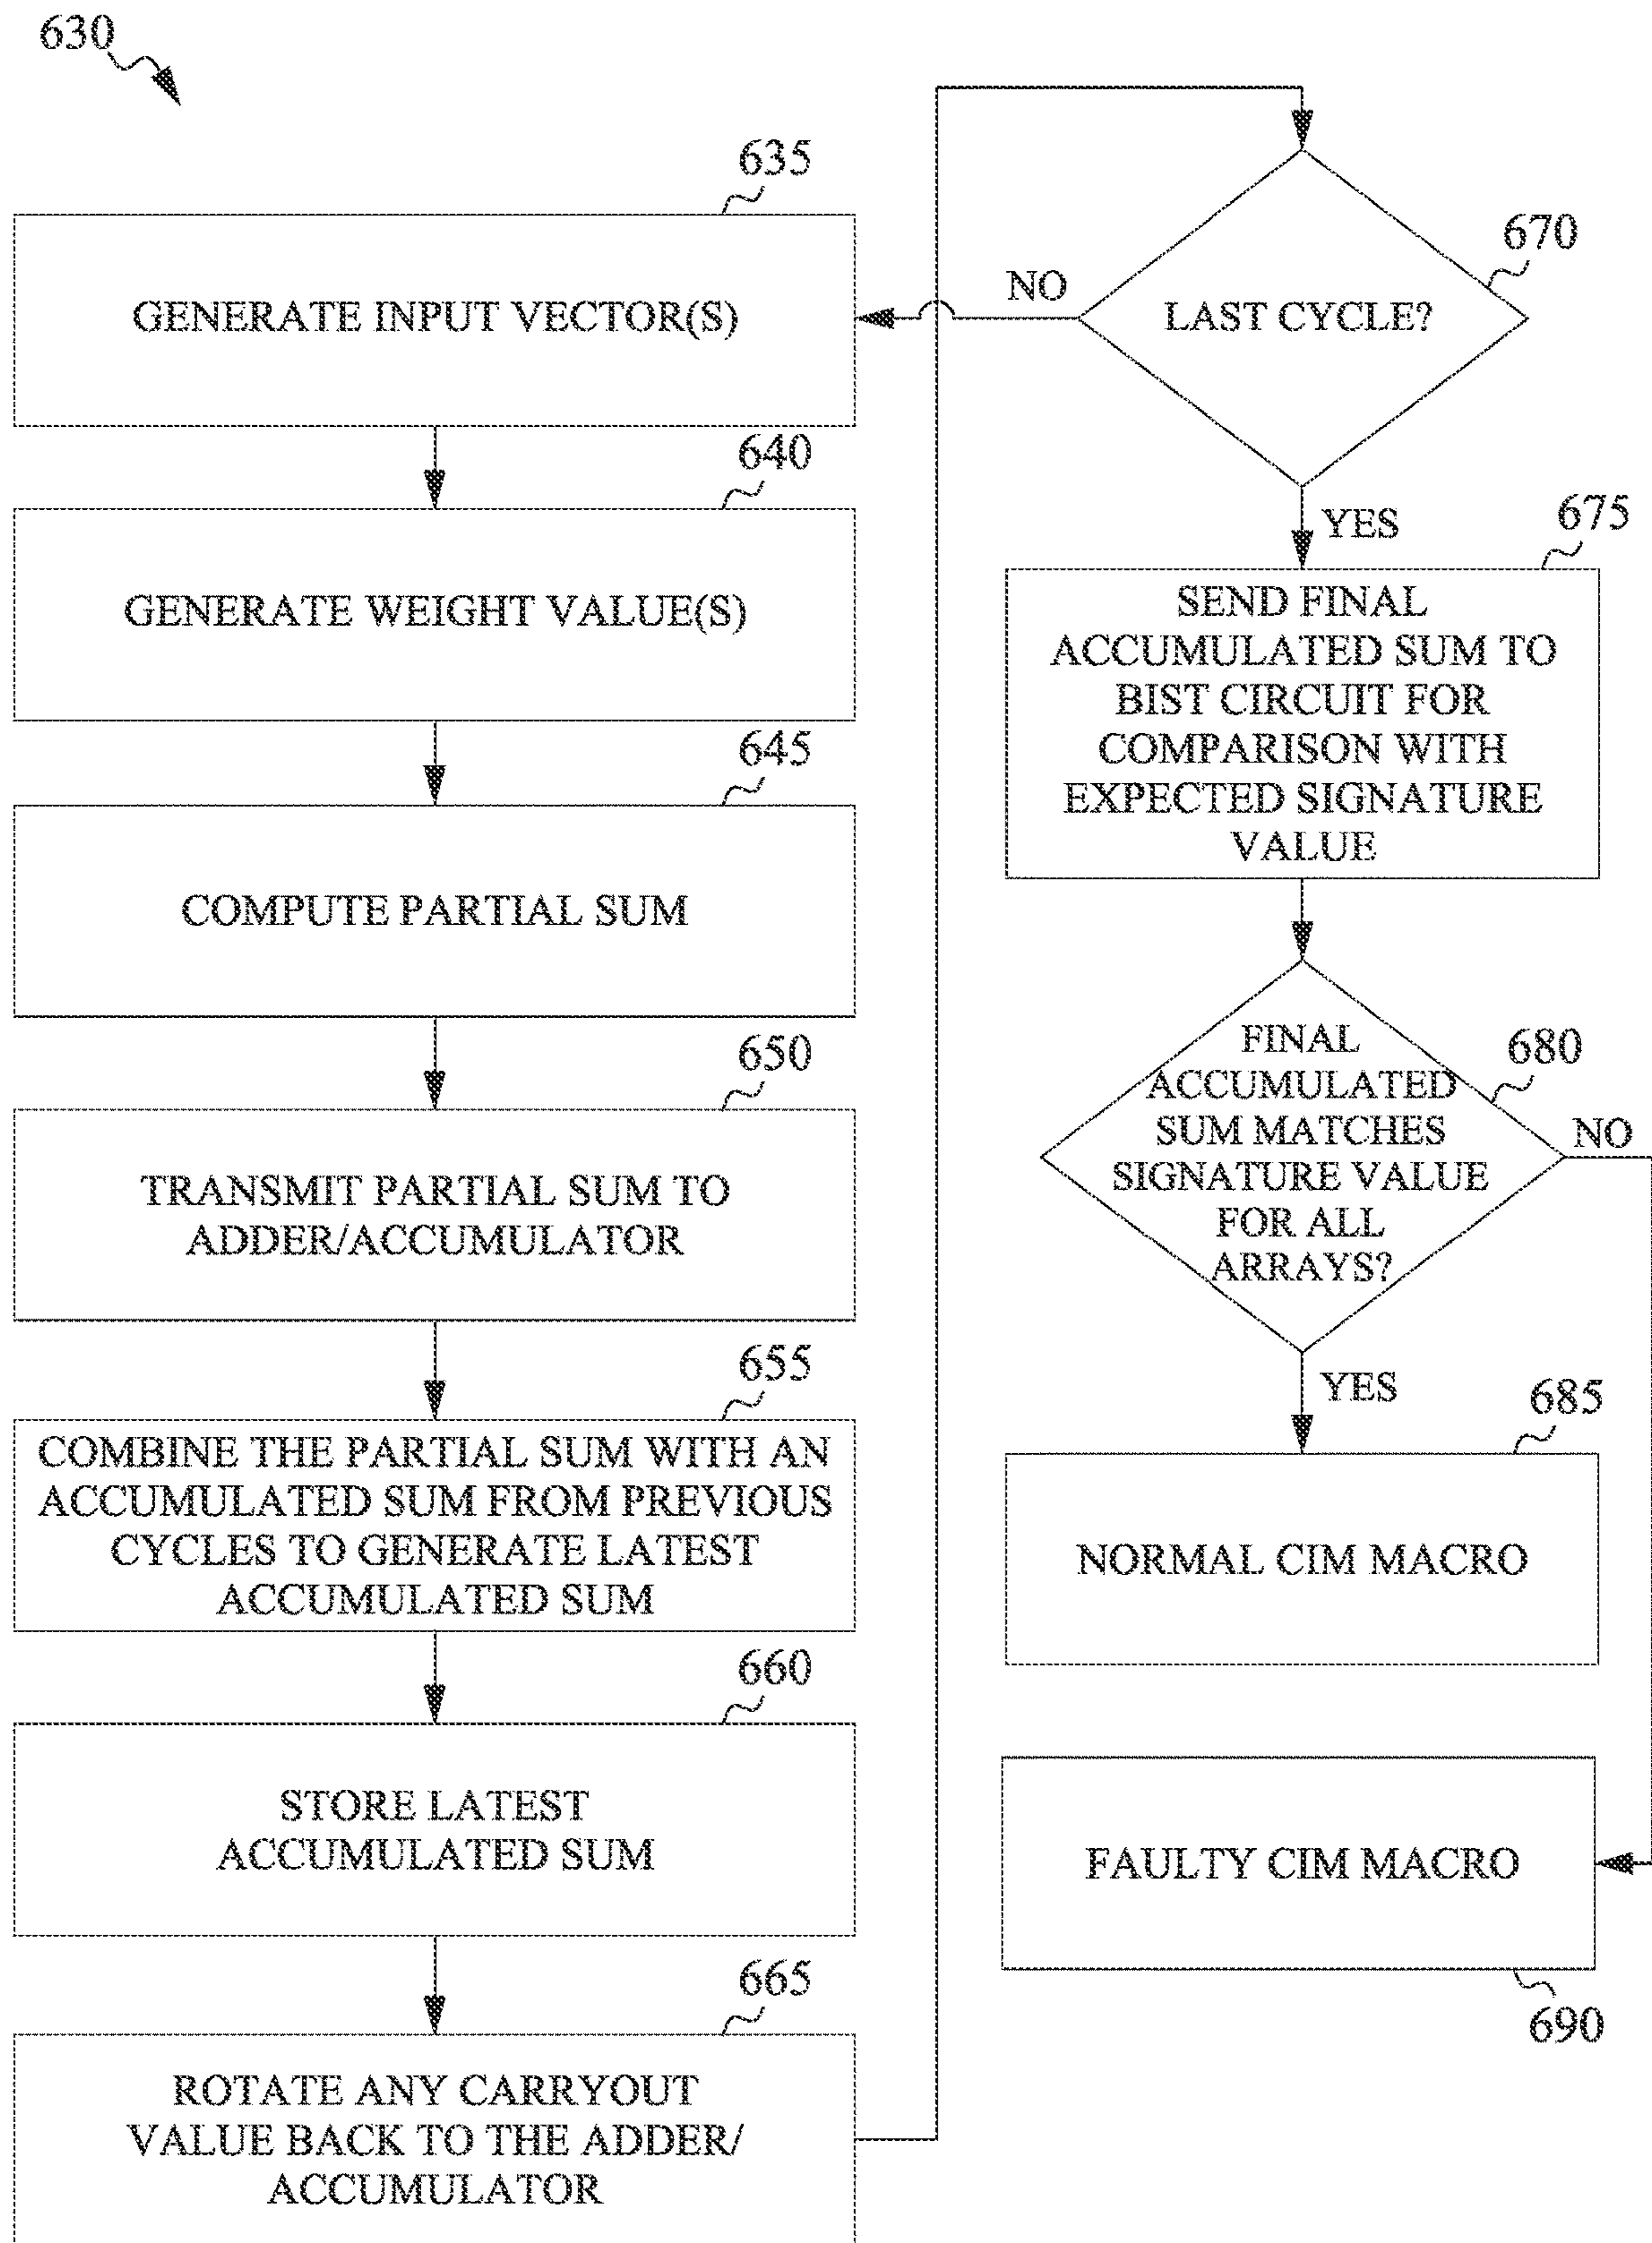 630
635
GENERATE INPUT VECTOR(S)
640
GENERATE WEIGHT VALUE(S)
645
COMPUTE PARTIAL SUM
650
TRANSMIT PARTIAL SUM TO
ADDER/ACCUMULATOR
655
COMBINE THE PARTIAL SUM WITH AN
ACCUMULATED SUM FROM PREVIOUS
CYCLES TO GENERATE LATEST
ACCUMULATED SUM
660
STORE LATEST
ACCUMULATED SUM
665
ROTATE ANY CARRYOUT
VALUE BACK TO THE ADDER/
ACCUMULATOR
670
LAST CYCLE?
NO
YES
675
SEND FINAL
ACCUMULATED SUM TO
BIST CIRCUIT FOR
COMPARISON WITH
EXPECTED SIGNATURE
VALUE
680
FINAL
ACCUMULATED
SUM MATCHES
SIGNATURE VALUE
FOR ALL
ARRAYS?
NO
YES
685
NORMAL CIM MACRO
FAULTY CIM MACRO
690